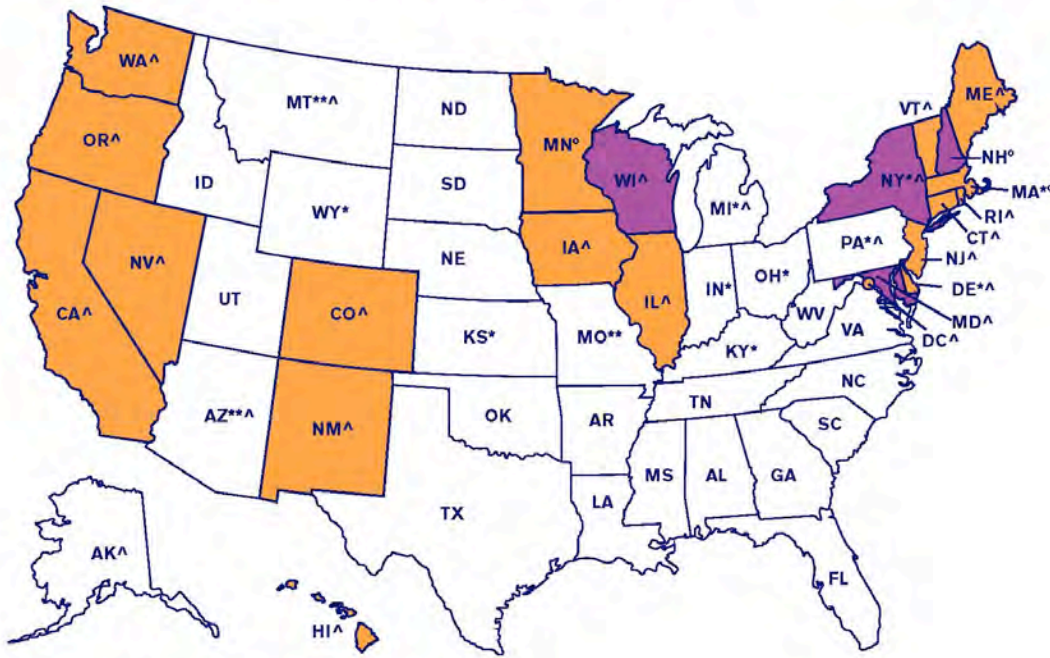 WA^
MT**^
ND
MN°
VT^
ME^
OR^
ID
SD
WI^
NY*^
NH°
MA*°
WY*
MI*^
RI^
CT^
PA*^
NJ^
NV^
NE
IA^
OH*
DE*^
CA^
UT
CO^
IL^
IN*
WV
MD^
DC^
KS*
MO**
KY*
VA
AZ**^
NM^
OK
AR
TN
NC
SC
MS
AL
GA
LA
TX
AK^
FL
HI^